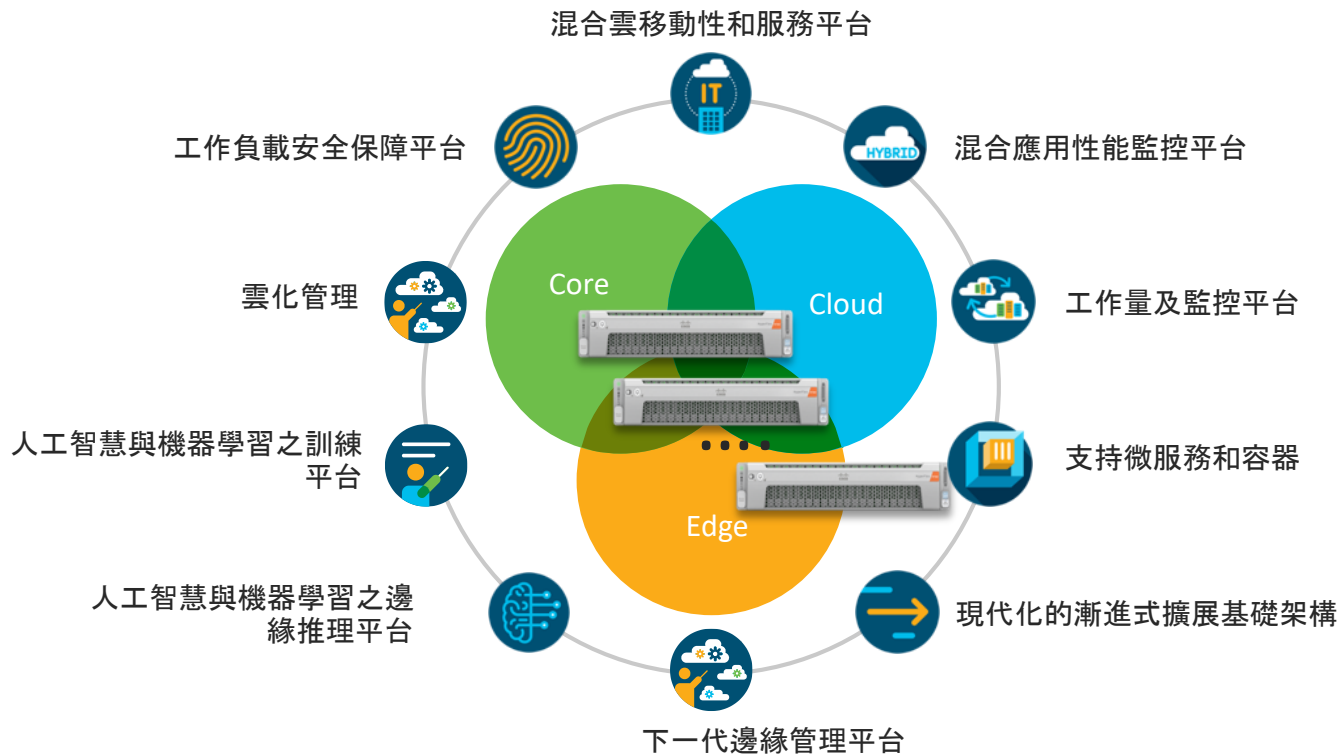 混合雲移動性和服務平台
IT
工作負載安全保障平台
HYBRID
混合應用性能監控平台
Core
Cloud
雲化管理
工作量及監控平台
人工智慧與機器學習之訓練
平台
支持微服務和容器
Edge
人工智慧與機器學習之邊
緣推理平台
現代化的漸進式擴展基礎架構
下一代邊緣管理平台